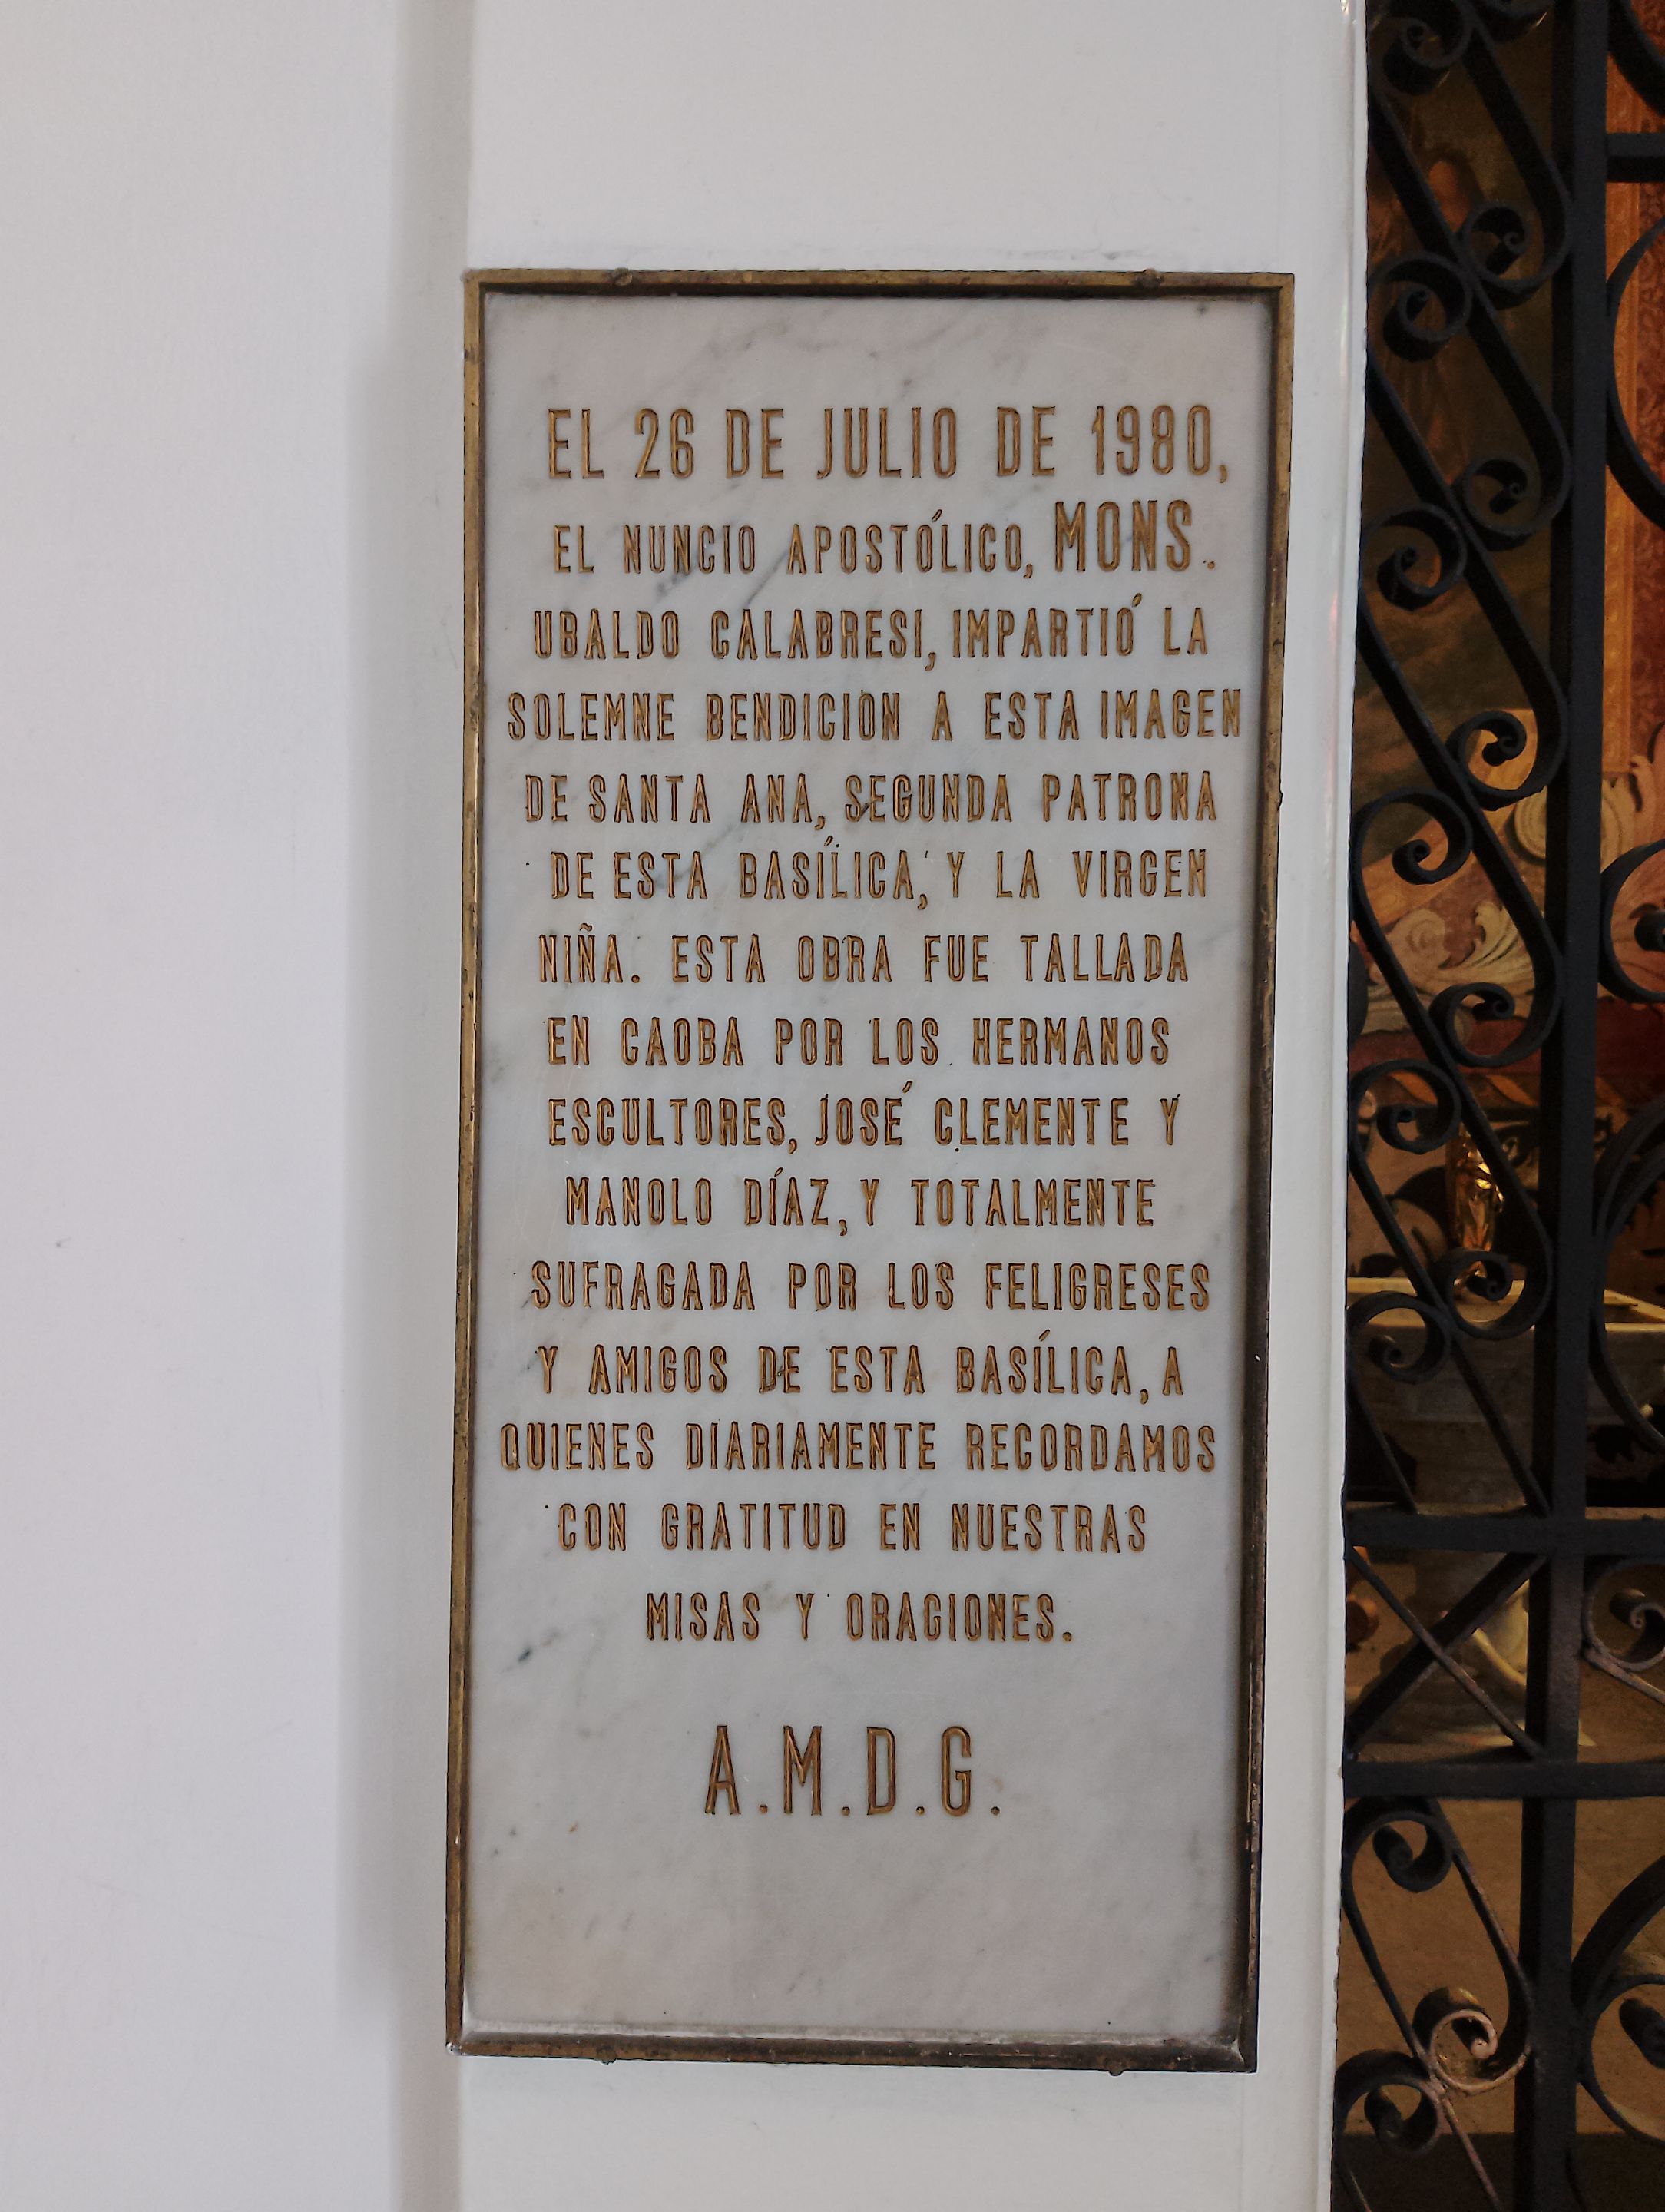 EL 26 DE JULIO DE 1980,
EL NUNCIO APOSTÓLICO, MONS.
UBALDO CALABRESI, IMPARTIÓ LA
SOLEMNE BENDICION A ESTA IMAGEN
DE SANTA ANA, SEGUNDA PATRONA
DE ESTA BASÍLICA, Y LA VIRGEN
NIÑA. ESTA OBRA FUE TALLADA
EN CAOBA POR LOS HERMANOS
ESCULTORES, JOSÉ CLEMENTE Y
MANOLO DÍAZ, Y TOTALMENTE
SUFRAGADA POR LOS FELIGRESES
Y AMIGOS DE ESTA BASÍLICA, A
QUIENES DIARIAMENTE RECORDAMOS
CON GRATITUD EN NUESTRAS
MISAS Y ORACIONES.
A.M.D.G.